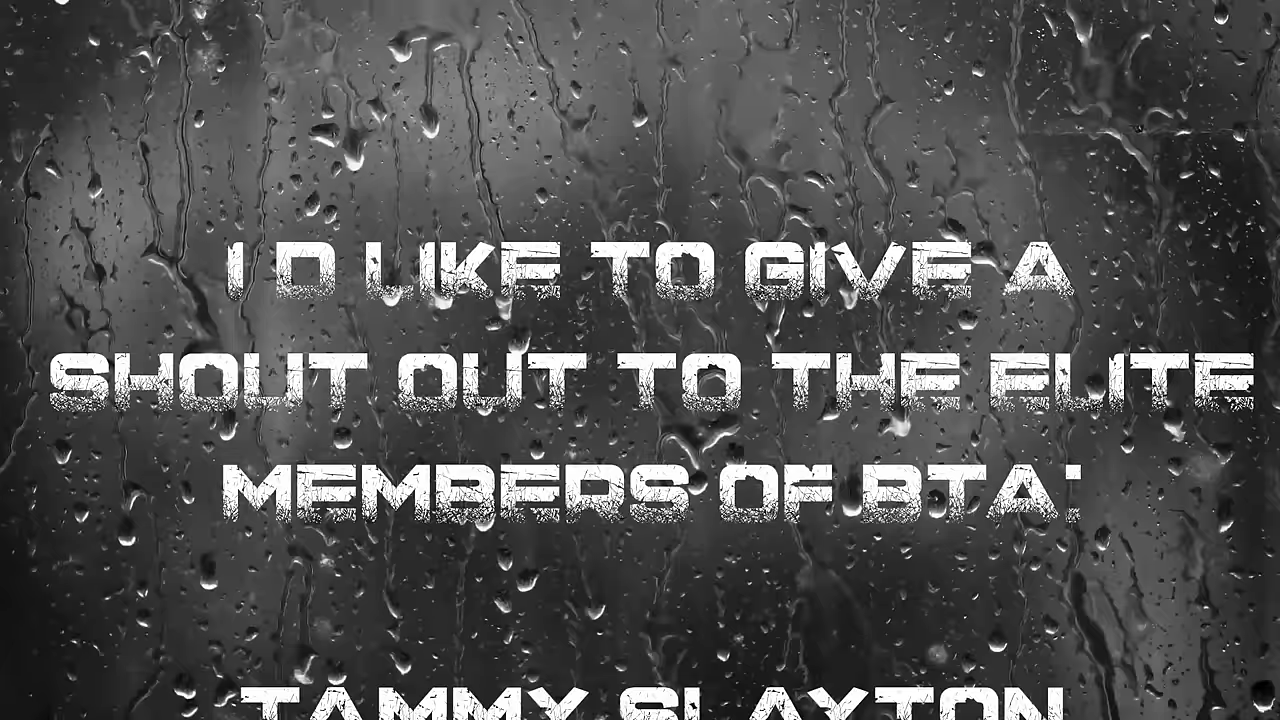 I D LIKE TO GIVE A
SHOUT OUT TO THE ELITE
MEMBERS OF BTA:
TAMMY SLAYTON